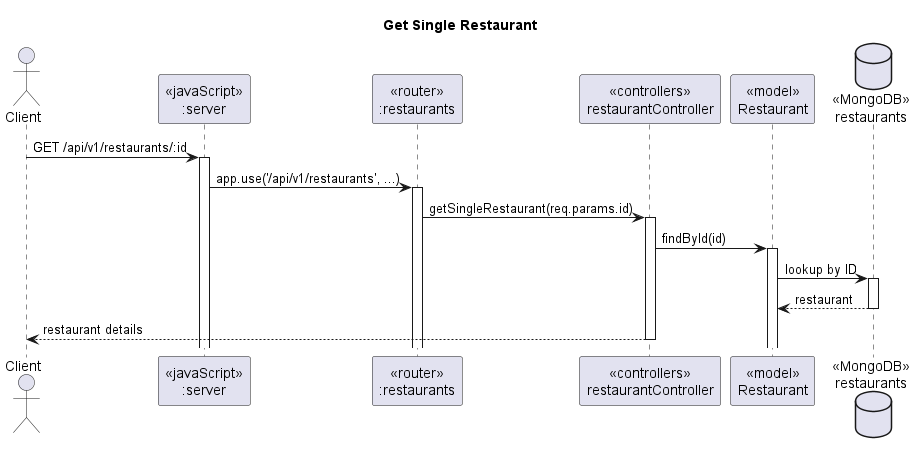 Get Single Restaurant
Client
«javaScript»
:server
«router»
:restaurants
«controllers»
restaurantController
«model»
Restaurant
«MongoDB»
restaurants
GET /api/v1/restaurants/:id
app.use('/api/v1/restaurants', ...)
getSingleRestaurant(req.params.id)
findById(id)
lookup by ID
restaurant
restaurant details
Client
«javaScript»
:server
«router»
:restaurants
«controllers»
restaurantController
«model»
Restaurant
«MongoDB»
restaurants